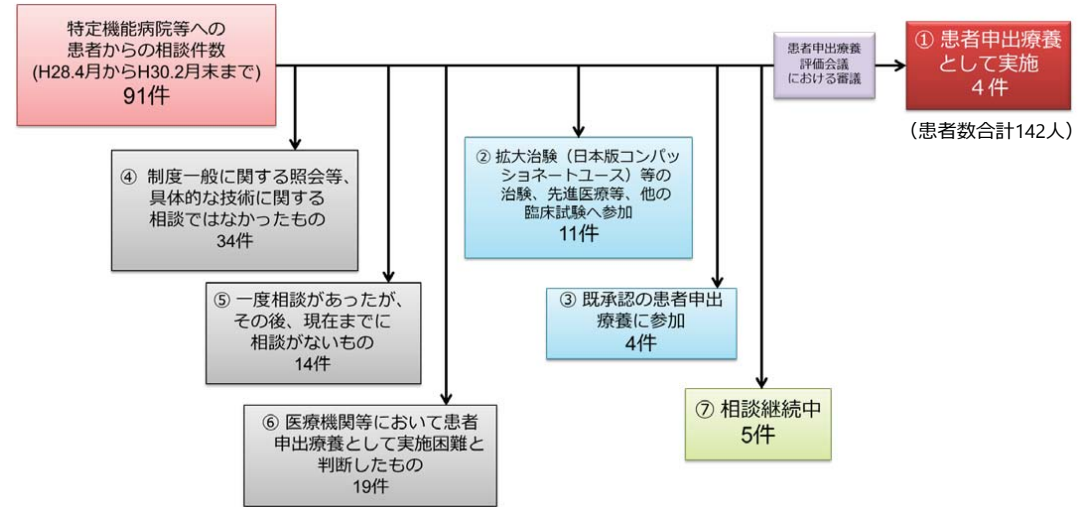 特定機能病院等への
患者からの相談件数
(H28.4月からH30.2月末まで)
91件
患者申出療養
評価会議
における審議
① 患者申出療養
として実施
４件
（患者数合計142人）
④ 制度一般に関する照会等、
具体的な技術に関する
相談ではなかったもの
34件
② 拡大治験（日本版コンパッ
ショネートユース）等の
治験、先進医療等、他の
臨床試験へ参加
11件
⑤ 一度相談があったが、
その後、現在までに
相談がないもの
14件
③ 既承認の患者申出
療養に参加
4件
⑥ 医療機関等において患者
申出療養として実施困難と
判断したもの
19件
⑦ 相談継続中
5件